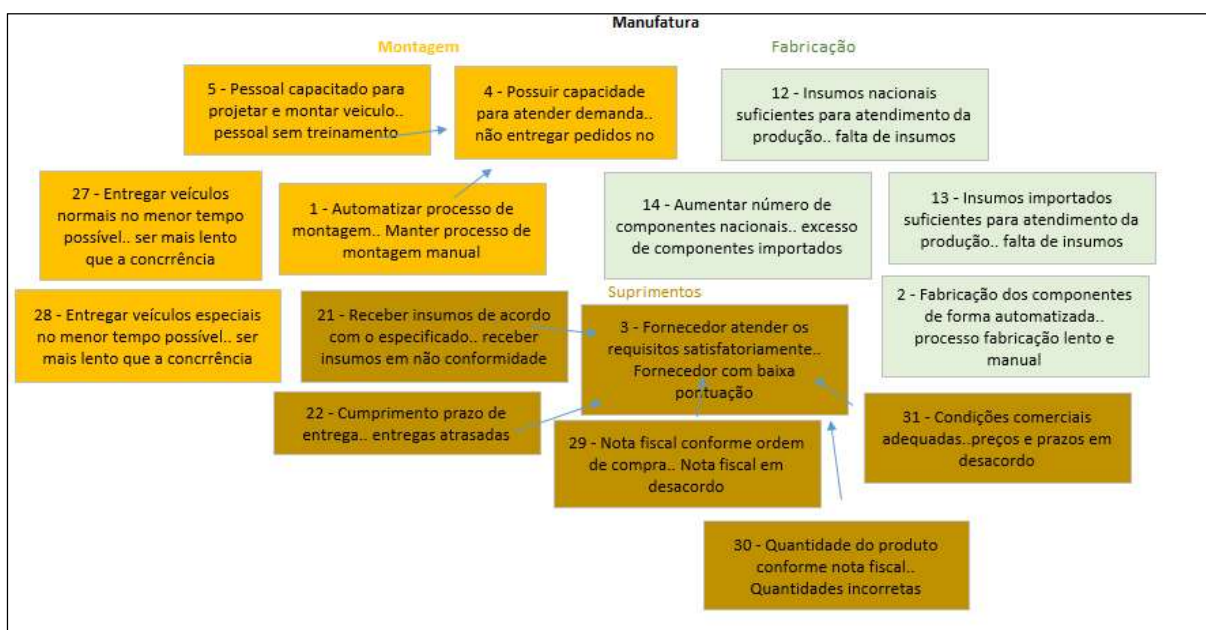 Manufatura
Montagem
Fabricação
5 - Pessoal capacitado para
projetar e montar veiculo..
pessoal sem treinamento
4 - Possuir capacidade
para atender demanda..
não entregar pedidos no
12 - Insumos nacionais
suficientes para atendimento da
produção.. falta de insumos
27 - Entregar veículos
normais no menor tempo
possível.. ser mais lento
que a concrrência
1 - Automatizar processo de
montagem.. Manter processo de
montagem manual
14 - Aumentar número de
componentes nacionais.. excesso
de componentes importados
13 - Insumos importados
suficientes para atendimento da
produção.. falta de insumos
Suprimentos
28 - Entregar veículos especiais
no menor tempo possível.. ser
mais lento que a concrrência
21 - Receber insumos de acordo
com o especificado.. receber
insumos em não conformidade
3 - Fornecedor atender os
requisitos satisfatoriamente..
Fornecedor com baixa
pontuação
2 - Fabricação dos componentes
de forma automatizada..
processo fabricação lento e
manual
22 - Cumprimento prazo de
entrega.. entregas atrasadas
29 - Nota fiscal conforme ordem
de compra.. Nota fiscal em
desacordo
31 - Condições comerciais
adequadas..preços e prazos em
desacordo
30 - Quantidade do produto
conforme nota fiscal..
Quantidades incorretas